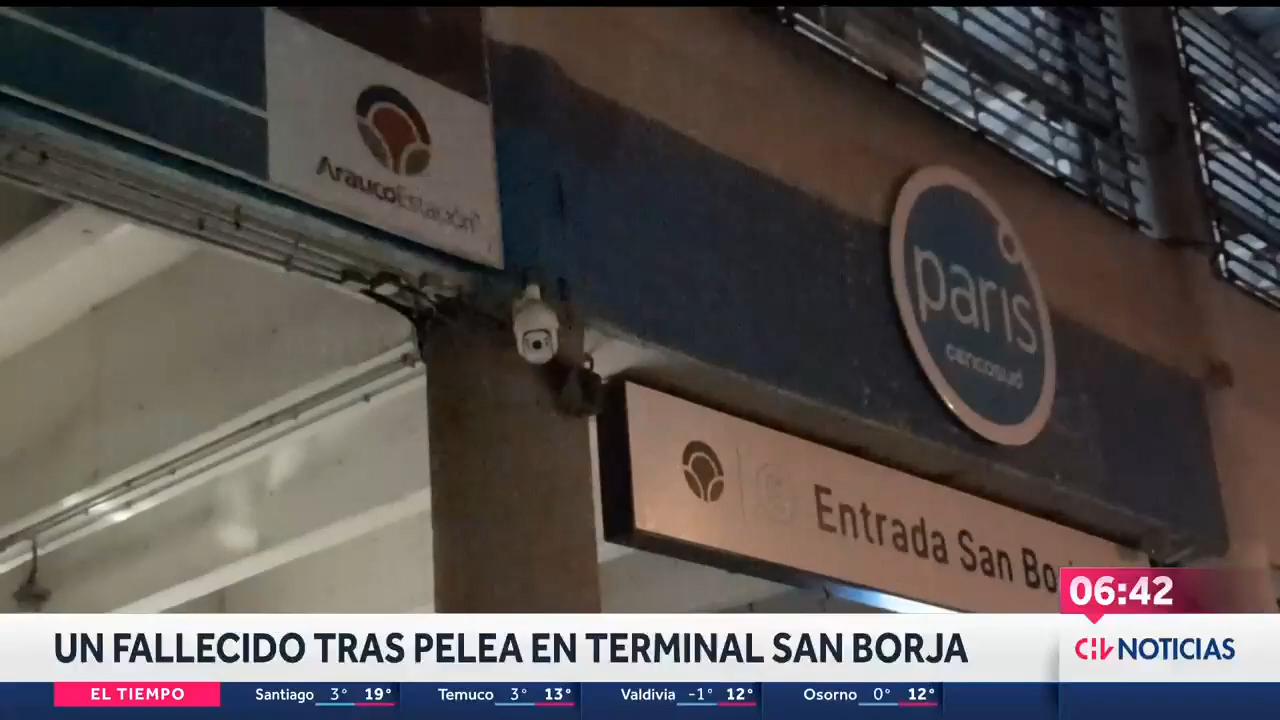 AraucoEstación
paris
cencosud
Entrada San Bo
06:42
UN FALLECIDO TRAS PELEA EN TERMINAL SAN BORJA
CHV NOTICIAS
EL TIEMPO Santiago 3° 19° Temuco 3° 13° Valdivia -1° 12° Osorno 0° 12°